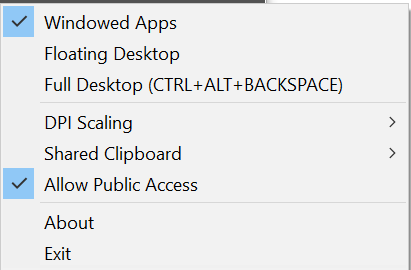 Windowed Apps
Floating Desktop
Full Desktop (CTRL+ALT+BACKSPACE)
DPI Scaling
Shared Clipboard
Allow Public Access
About
Exit